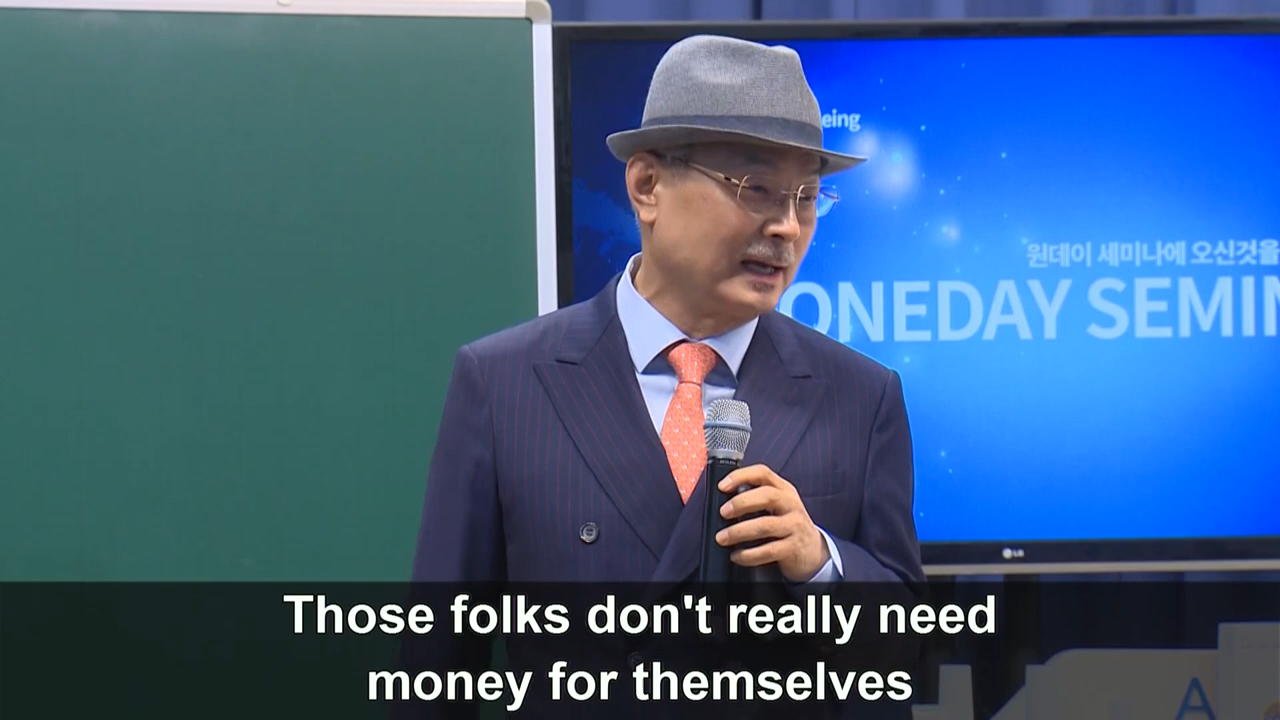 eing
원데이 세미나에 오신것을
ONEDAY SEMIN
LG
Those folks don't really need
money for themselves
A